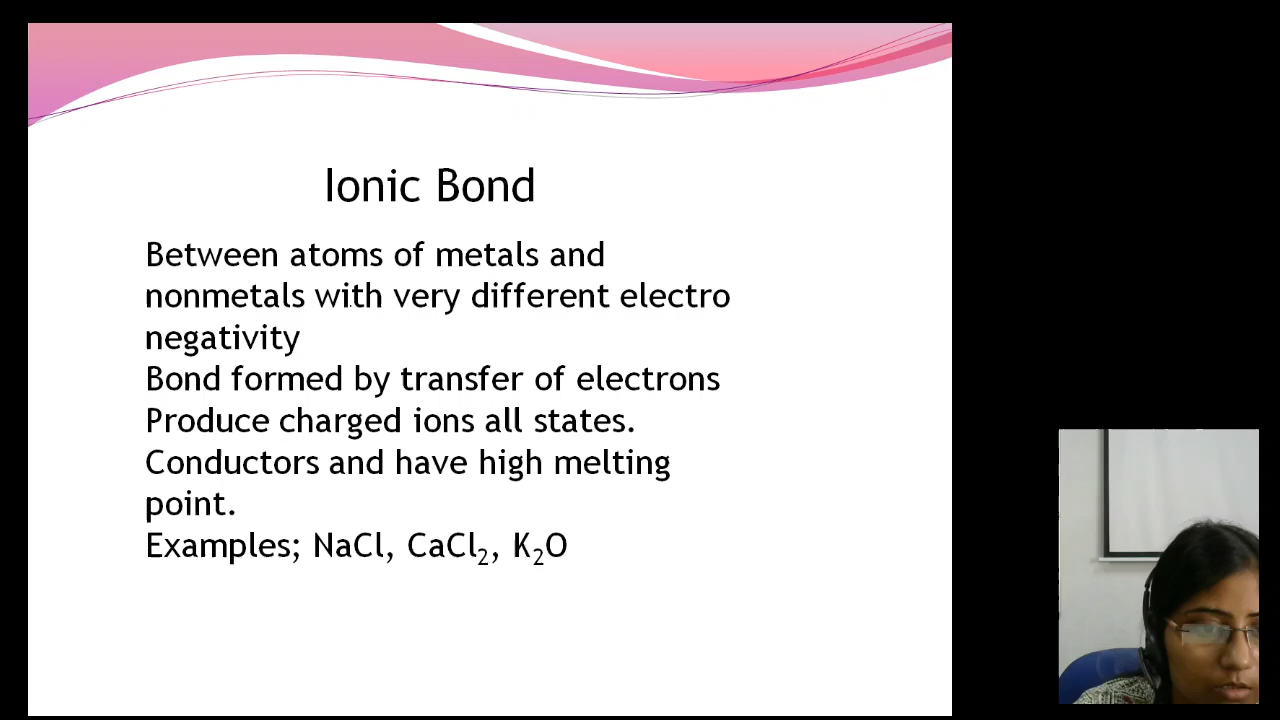 Ionic Bond
Between atoms of metals and
nonmetals with very different electro
negativity
Bond formed by transfer of electrons
Produce charged ions all states.
Conductors and have high melting
point.
Examples; NaCl, CaCl₂, K₂O